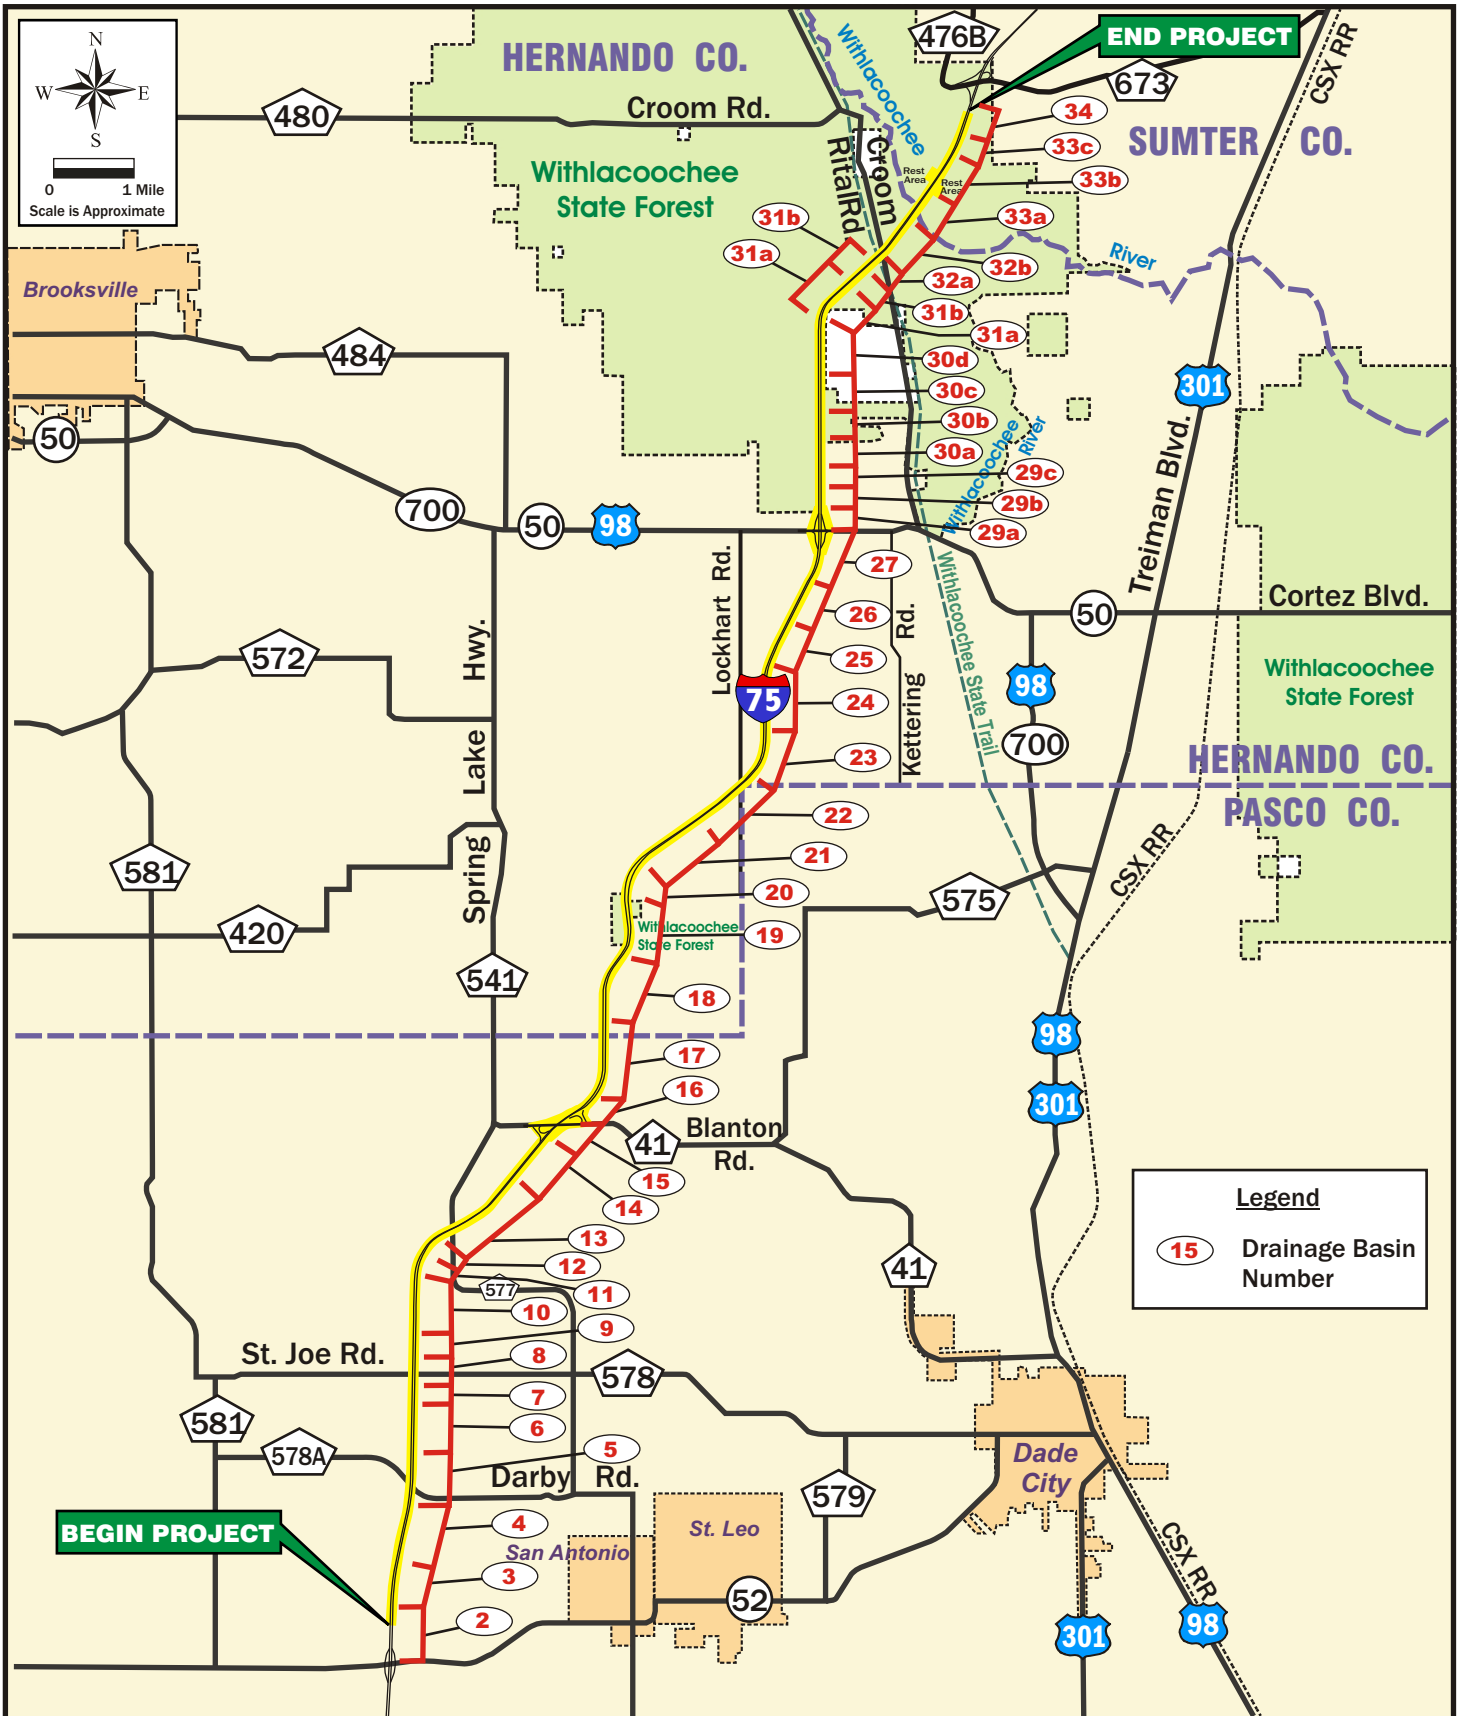 N
W
E
S
0
1 Mile
Scale is Approximate
HERNANDO CO.
476B
END PROJECT
673
CSX RR
480
Croom Rd.
Withlacoochee
34
SUMTER CO.
33c
Withlacoochee
State Forest
Croom
Rital Rd
Rest
Area
Rest
Area
33b
31b
33a
31a
River
32b
32a
Brooksville
31b
31a
484
30d
301
30c
30b
50
30a
Withlacoochee
River
29c
29b
700
50
98
29a
Treiman Blvd.
27
Lockhart Rd.
Withlacoochee State Trail
26
Rd.
50
Cortez Blvd.
Hwy.
572
25
Withlacoochee
State Forest
98
75
24
Kettering
700
23
HERNANDO CO.
Lake
22
PASCO CO.
581
21
CSX RR
Spring
20
575
420
Withlacoochee
State Forest
19
541
18
98
17
16
301
41
Blanton
Rd.
15
14
Legend
15
Drainage Basin
Number
13
12
41
577
11
10
9
St. Joe Rd.
8
578
7
581
6
578A
5
Darby Rd.
Dade
City
579
BEGIN PROJECT
4
St. Leo
San Antonio
CSX RR
3
52
2
301
98